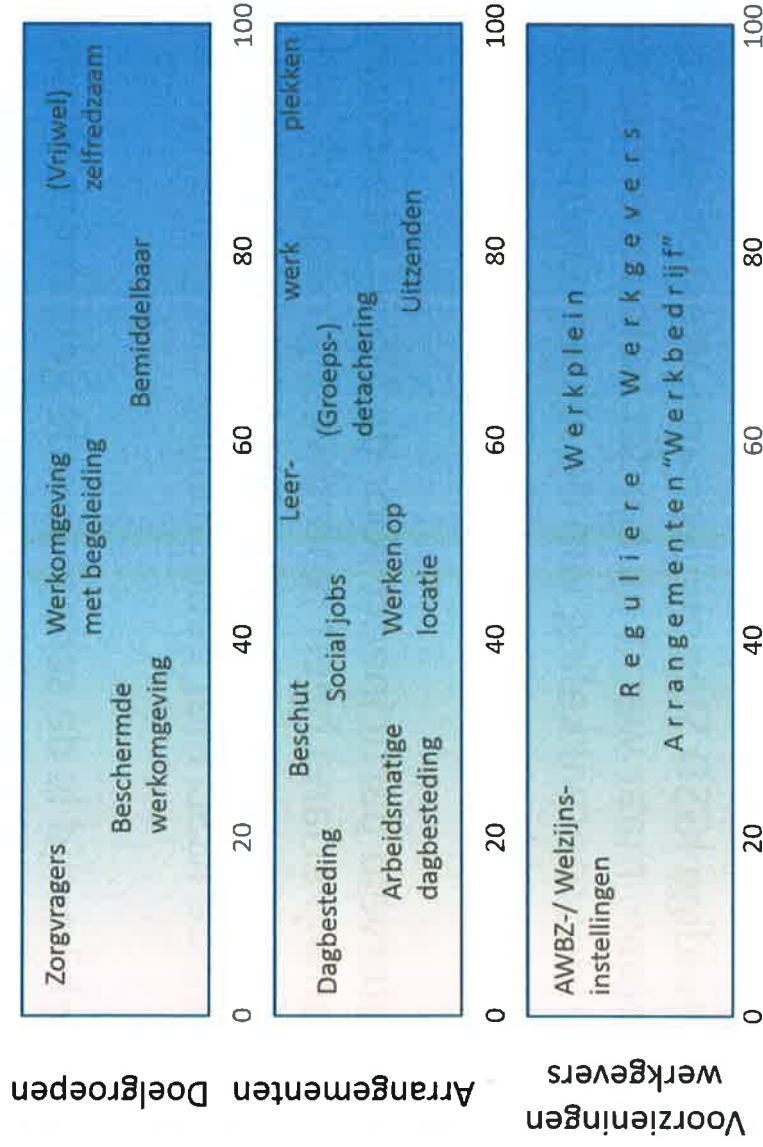 Doelgroepen
Zorgvragers
Beschermde
werkomgeving
Werkomgeving
met begeleiding
Bemiddelbaar
(Vrijwel)
zelfredzaam
0 20 40 60 80 100
Arrangementen
Beschut Leer- werk plekken
Dagbesteding
Social jobs
(Groeps-)
detachering
Arbeidsmatige
dagbesteding
Werken op
locatie
Uitzenden
0 20 40 60 80 100
Voorzieningen
werkgevers
AWBZ-/ Welzijns-
instellingen
Werkplein
Reguliere Werkgevers
Arrangementen "Werkbedrijf"
0 20 40 60 80 100